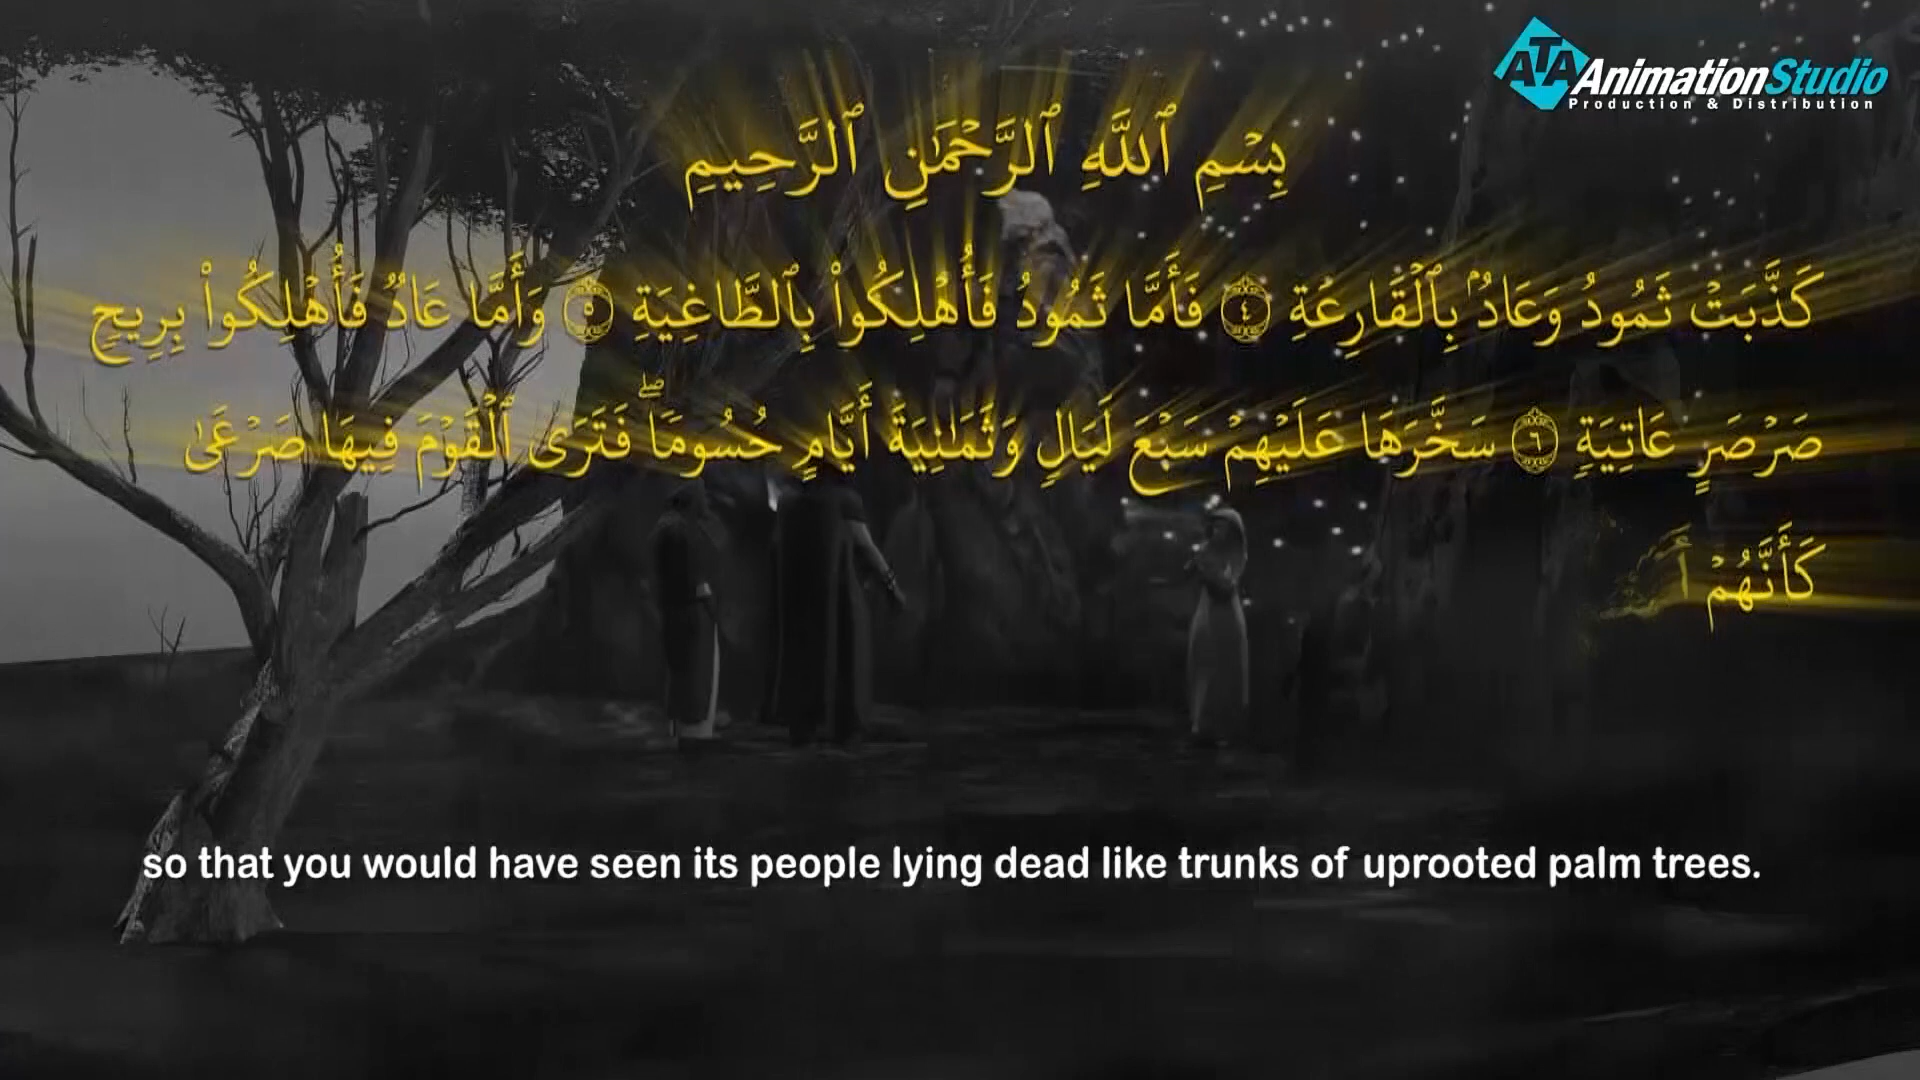 ATA AnimationStudio
Production & Distribution
بِسْمِ ٱللَّهِ ٱلرَّحْمَٰنِ ٱلرَّحِيمِ
كَذَّبَتْ ثَمُودُ وَعَادٌۢ بِٱلْقَارِعَةِ ٤ فَأَمَّا ثَمُودُ فَأُهْلِكُوا۟ بِٱلطَّاغِيَةِ ٥ وَأَمَّا عَادٌ فَأُهْلِكُوا۟ بِرِيحٍ
صَرْصَرٍ عَاتِيَةٍ ٦ سَخَّرَهَا عَلَيْهِمْ سَبْعَ لَيَالٍ وَثَمَٰنِيَةَ أَيَّامٍ حُسُومًاۖ فَتَرَى ٱلْقَوْمَ فِيهَا صَرْعَىٰ
كَأَنَّهُمْ أَ
so that you would have seen its people lying dead like trunks of uprooted palm trees.